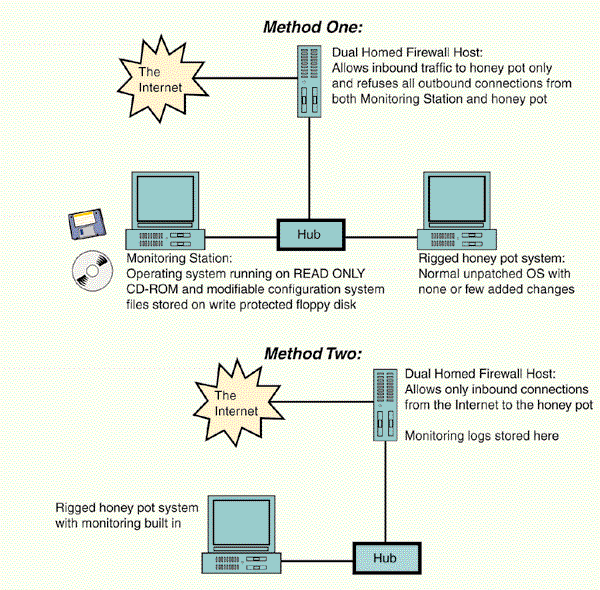 Method One:
The
Internet
Dual Homed Firewall Host:
Allows inbound traffic to honey pot only
and refuses all outbound connections from
both Monitoring Station and honey pot
Hub
Monitoring Station:
Operating system running on READ ONLY
CD-ROM and modifiable configuration system
files stored on write protected floppy disk
Rigged honey pot system:
Normal unpatched OS with
none or few added changes
Method Two:
The
Internet
Dual Homed Firewall Host:
Allows only inbound connections
from the Internet to the honey pot
Monitoring logs stored here
Rigged honey pot system
with monitoring built in
Hub